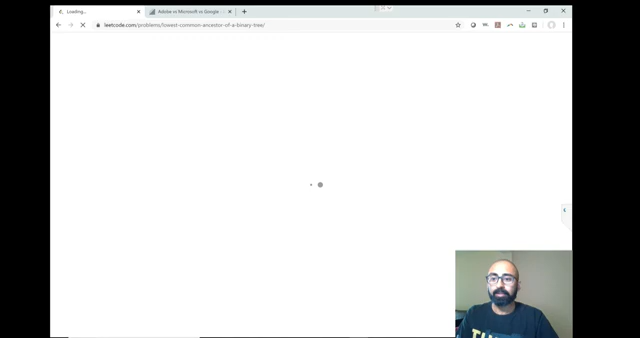 Loading...
Adobe vs Microsoft vs Google
leetcode.com/problems/lowest-common-ancestor-of-a-binary-tree/